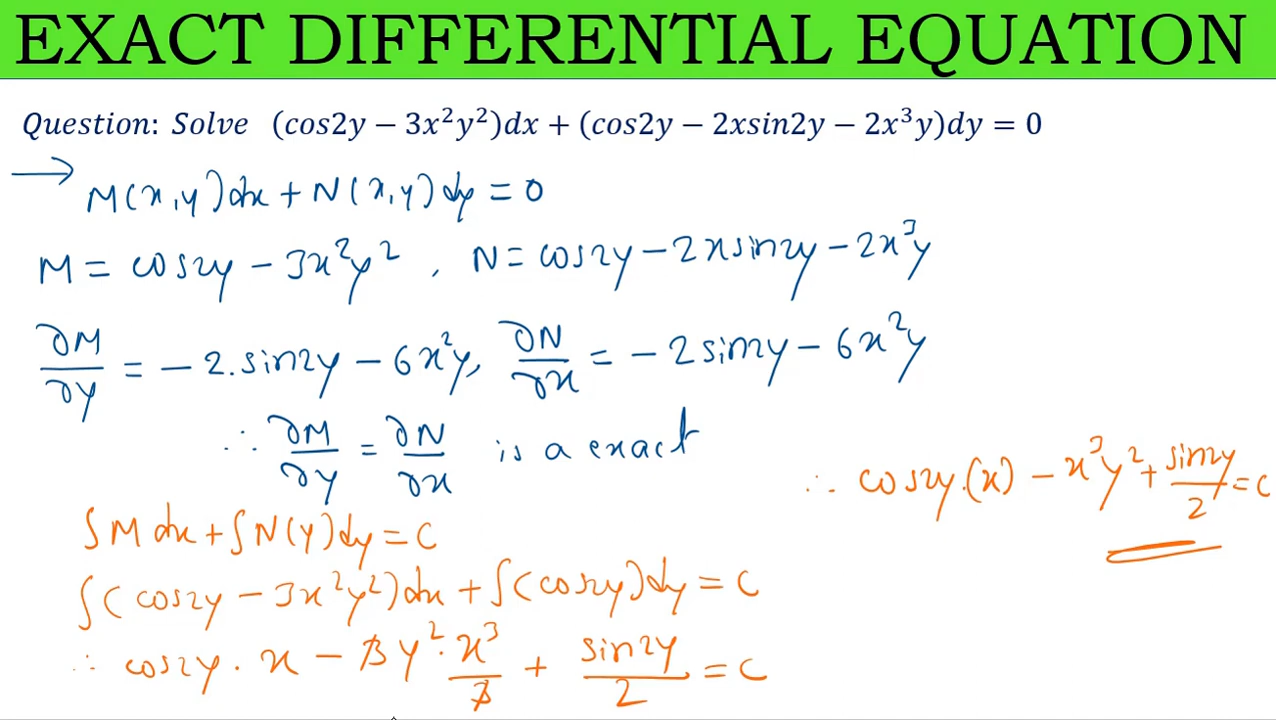 EXACT DIFFERENTIAL EQUATION
Question: Solve (cos2y − 3x²y²)dx + (cos2y − 2xsin2y − 2x³y)dy = 0
→ M(x,y)dx + N(x,y)dy = 0
M = cos2y − 3x²y² , N = cos2y − 2xsin2y − 2x³y
∂M/∂y = −2.sin2y − 6x²y, ∂N/∂x = −2sin2y − 6x²y
∴ ∂M/∂y = ∂N/∂x is a exact
∫M dx + ∫N(y)dy = C
∫(cos2y − 3x²y²)dx + ∫(cos2y)dy = C
∴ cos2y · x − 3y² · x³/3 + sin2y/2 = C
∴ cos2y.(x) − x³y² + sin2y/2 = C